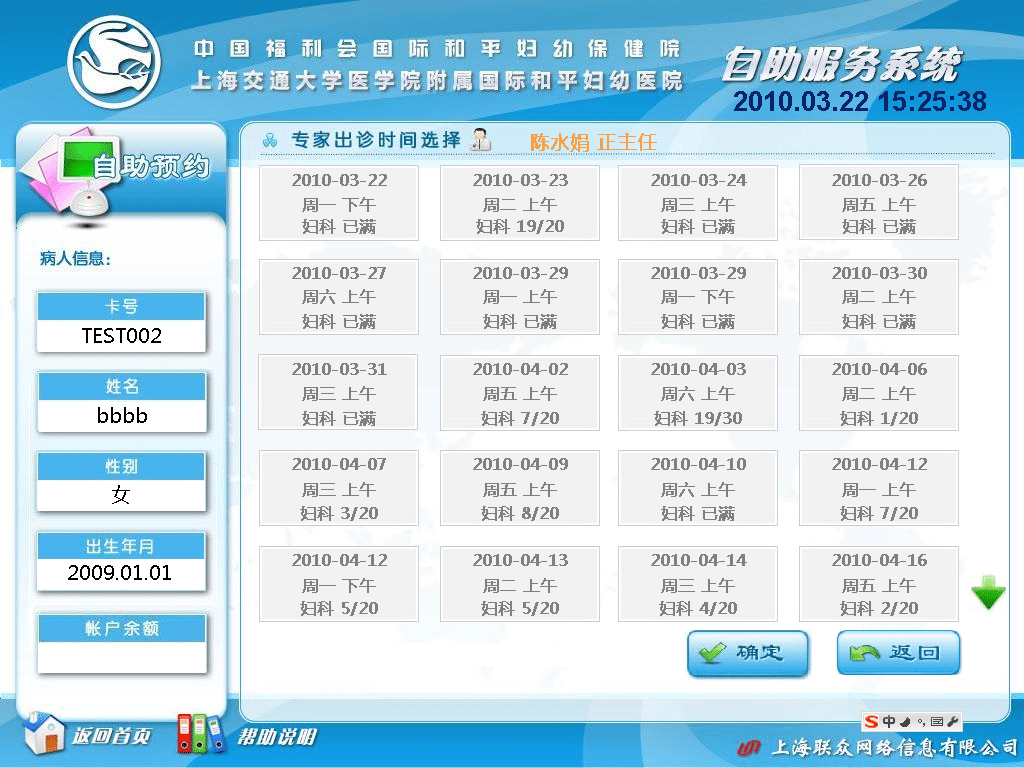 中国福利会国际和平妇幼保健院
上海交通大学医学院附属国际和平妇幼医院
自助服务系统
2010.03.22 15:25:38
自助预约
病人信息:
卡号
TEST002
姓名
bbbb
性别
女
出生年月
2009.01.01
帐户余额
专家出诊时间选择
陈水娟 正主任
2010-03-22
周一 下午
妇科 已满
2010-03-23
周二 上午
妇科 19/20
2010-03-24
周三 上午
妇科 已满
2010-03-26
周五 上午
妇科 已满
2010-03-27
周六 上午
妇科 已满
2010-03-29
周一 上午
妇科 已满
2010-03-29
周一 下午
妇科 已满
2010-03-30
周二 上午
妇科 已满
2010-03-31
周三 上午
妇科 已满
2010-04-02
周五 上午
妇科 7/20
2010-04-03
周六 上午
妇科 19/30
2010-04-06
周二 上午
妇科 1/20
2010-04-07
周三 上午
妇科 3/20
2010-04-09
周五 上午
妇科 8/20
2010-04-10
周六 上午
妇科 已满
2010-04-12
周一 上午
妇科 7/20
2010-04-12
周一 下午
妇科 5/20
2010-04-13
周二 上午
妇科 5/20
2010-04-14
周三 上午
妇科 4/20
2010-04-16
周五 上午
妇科 2/20
确定
返回
返回首页
帮助说明
S中
上海联众网络信息有限公司